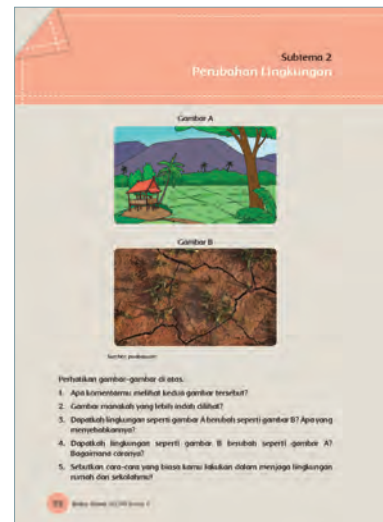 Subtema 2
Perubahan Lingkungan
Gambar A
Gambar B
Perhatikan gambar-gambar di atas.
1. Apa komentarmu melihat kedua gambar tersebut?
2. Gambar manakah yang lebih indah dilihat?
3. Dapatkah lingkungan seperti gambar A berubah seperti gambar B? Apa yang
menyebabkannya?
4. Dapatkah lingkungan seperti gambar B berubah seperti gambar A?
Bagaimana caranya?
5. Sebutkan cara-cara yang biasa kamu lakukan dalam menjaga lingkungan
rumah dan sekolahmu?
Buku Siswa